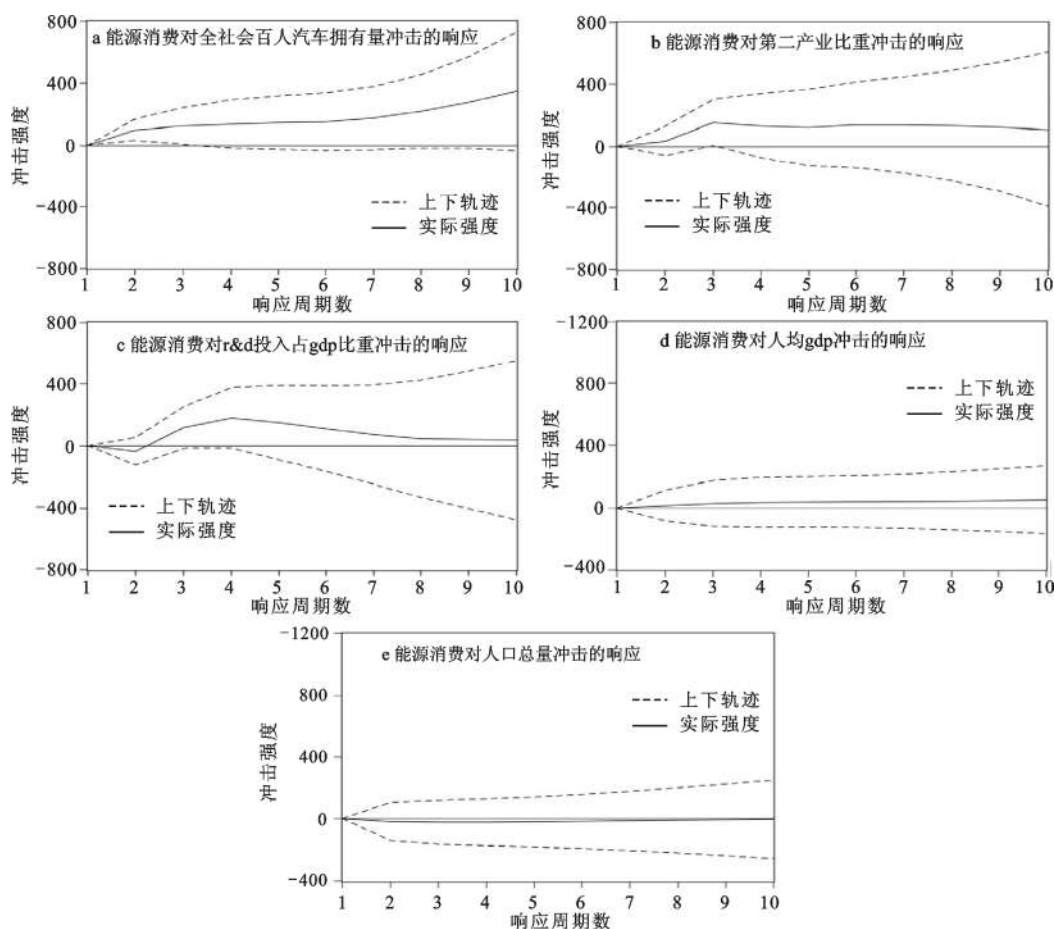 a 能源消费对全社会百人汽车拥有量冲击的响应
800
400
0
-400
-800
冲击强度
上下轨迹
实际强度
1 2 3 4 5 6 7 8 9 10
响应周期数
b 能源消费对第二产业比重冲击的响应
800
400
0
-400
-800
冲击强度
上下轨迹
实际强度
1 2 3 4 5 6 7 8 9 10
响应周期数
c 能源消费对r&d投入占gdp比重冲击的响应
800
400
0
-400
-800
冲击强度
上下轨迹
实际强度
1 2 3 4 5 6 7 8 9 10
响应周期数
d 能源消费对人均gdp冲击的响应
-1200
800
400
0
-400
冲击强度
上下轨迹
实际强度
1 2 3 4 5 6 7 8 9 10
响应周期数
e 能源消费对人口总量冲击的响应
-1200
800
400
0
-400
冲击强度
上下轨迹
实际强度
1 2 3 4 5 6 7 8 9 10
响应周期数